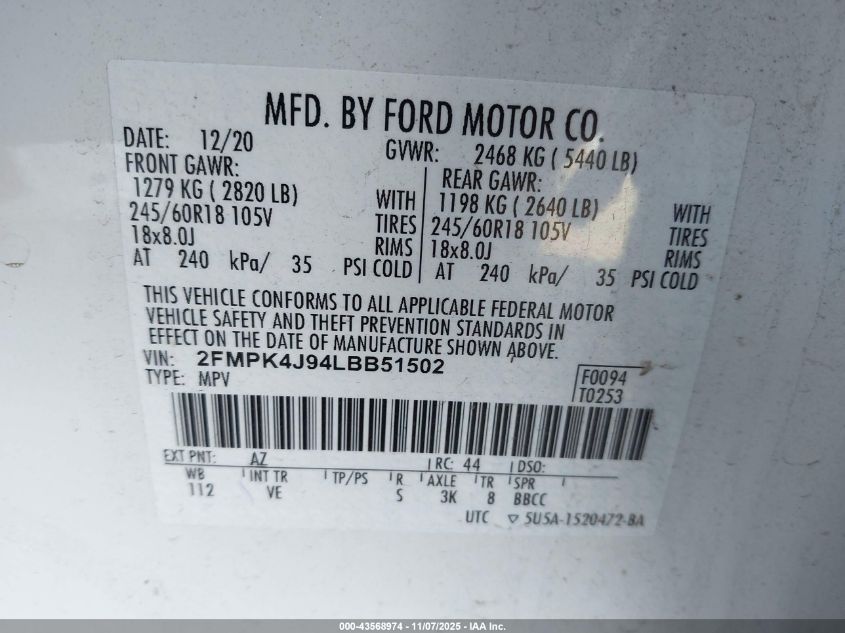 MFD. BY FORD MOTOR CO.
DATE: 12/20 GVWR: 2468 KG ( 5440 LB)
FRONT GAWR: REAR GAWR:
1279 KG ( 2820 LB) WITH 1198 KG ( 2640 LB) WITH
245/60R18 105V TIRES 245/60R18 105V TIRES
18x8.0J RIMS 18x8.0J RIMS
AT 240 kPa/ 35 PSI COLD AT 240 kPa/ 35 PSI COLD
THIS VEHICLE CONFORMS TO ALL APPLICABLE FEDERAL MOTOR
VEHICLE SAFETY AND THEFT PREVENTION STANDARDS IN
EFFECT ON THE DATE OF MANUFACTURE SHOWN ABOVE.
VIN: 2FMPK4J94LBB51502
TYPE: MPV F0094
T0253
EXT PNT: AZ RC: 44 DSO:
WB INT TR TP/PS R AXLE TR SPR
112 VE S 3K 8 BBCC
UTC ▽ 5U5A-1520472-BA
000-43568974 - 11/07/2025 - IAA Inc.